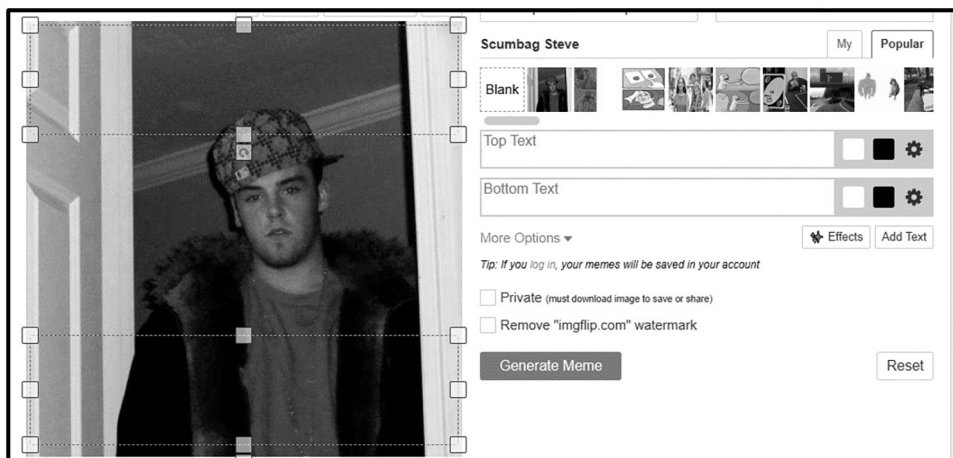 Scumbag Steve
My
Popular
Blank
Top Text
Bottom Text
More Options
Effects
Add Text
Tip: If you log in, your memes will be saved in your account
Private (must download image to save or share)
Remove "imgflip.com" watermark
Generate Meme
Reset